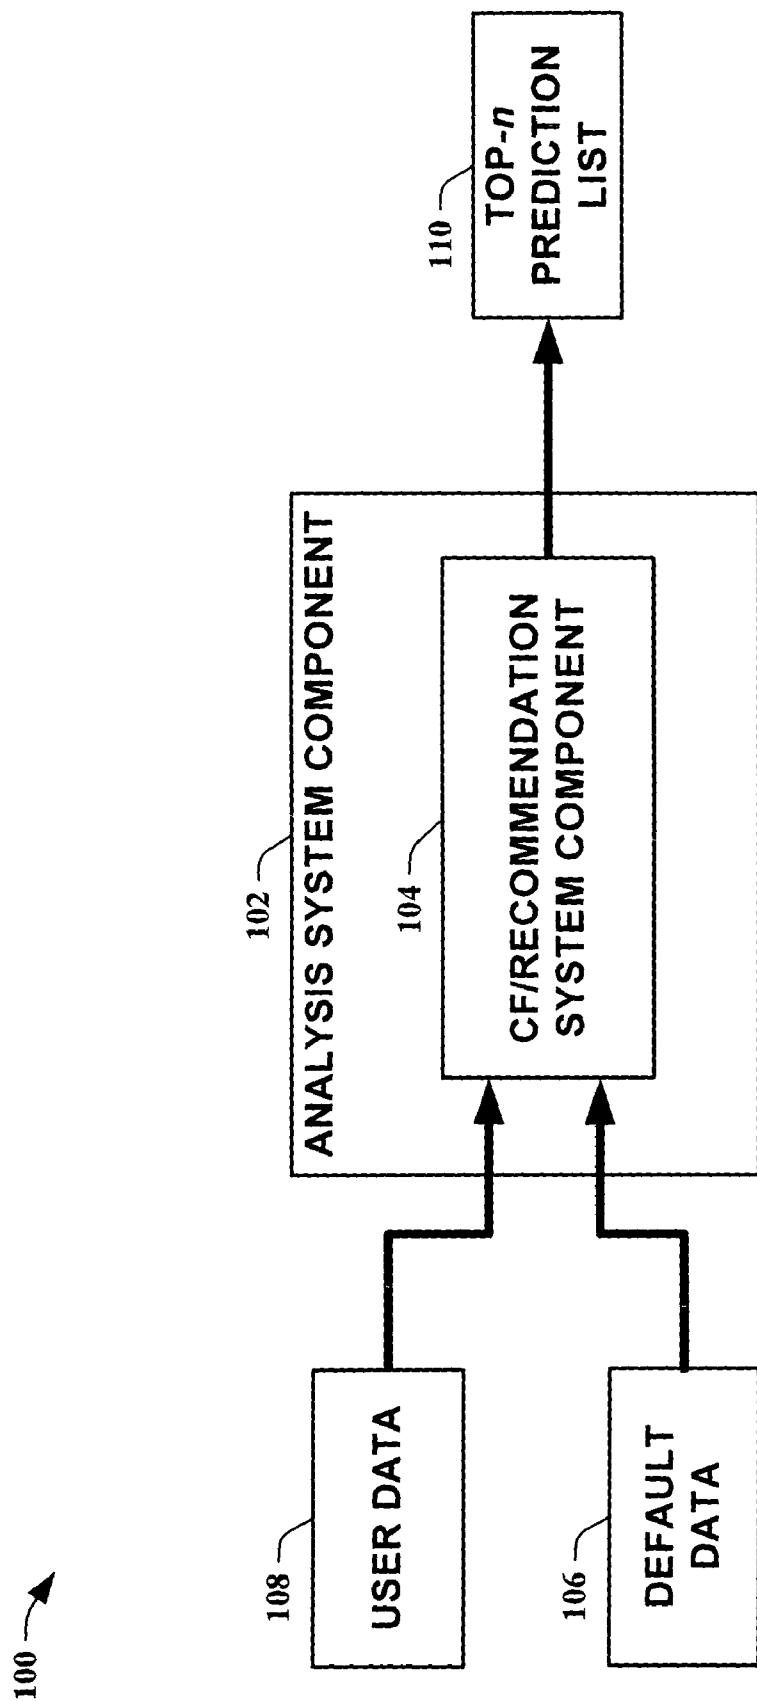 100
102
ANALYSIS SYSTEM COMPONENT
108
USER DATA
104
CF/RECOMMENDATION
SYSTEM COMPONENT
110
TOP-n
PREDICTION
LIST
106
DEFAULT
DATA